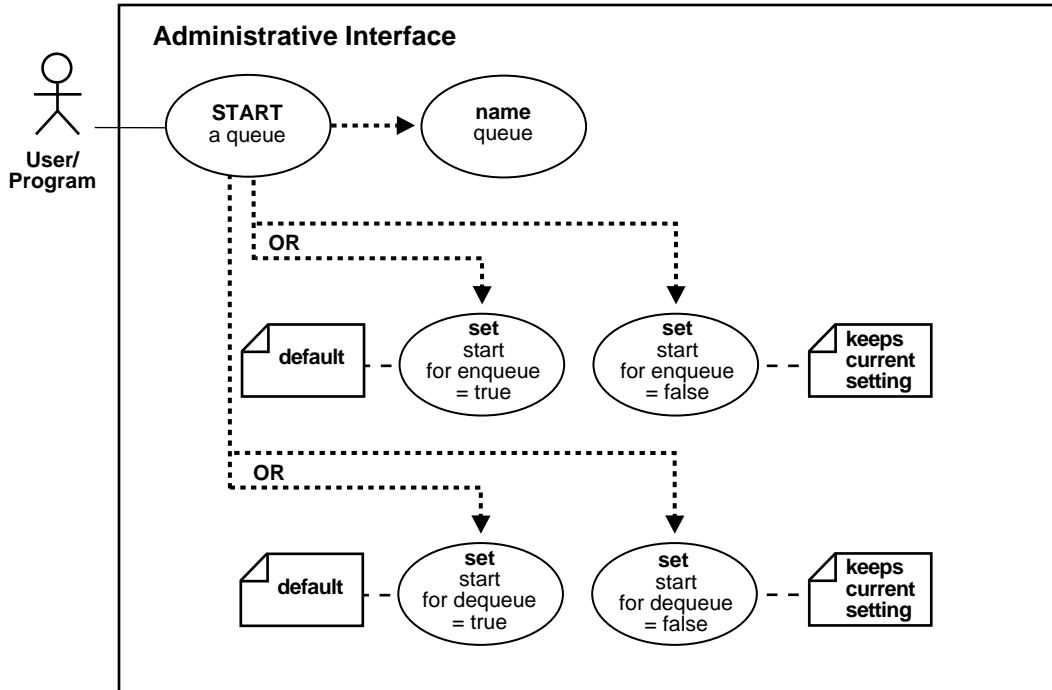 Administrative Interface
User/
Program
START
a queue
name
queue
OR
default
set
start
for enqueue
= true
set
start
for enqueue
= false
keeps
current
setting
OR
default
set
start
for dequeue
= true
set
start
for dequeue
= false
keeps
current
setting